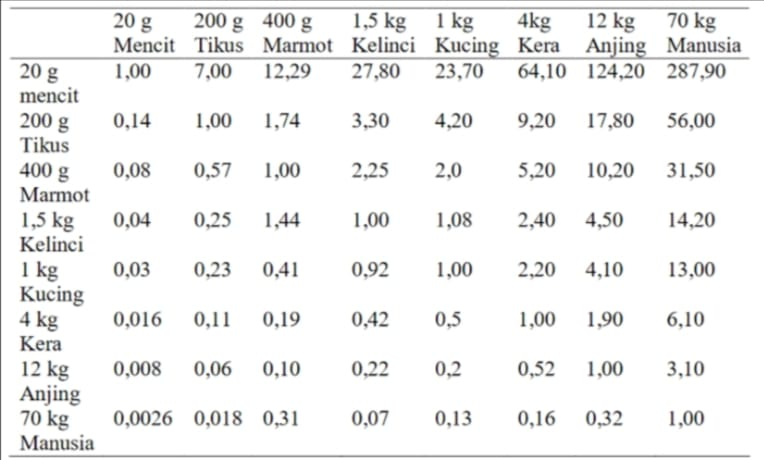 20 g 200 g 400 g 1,5 kg 1 kg 4kg 12 kg 70 kg
Mencit Tikus Marmot Kelinci Kucing Kera Anjing Manusia
20 g 1,00 7,00 12,29 27,80 23,70 64,10 124,20 287,90
mencit
200 g 0,14 1,00 1,74 3,30 4,20 9,20 17,80 56,00
Tikus
400 g 0,08 0,57 1,00 2,25 2,0 5,20 10,20 31,50
Marmot
1,5 kg 0,04 0,25 1,44 1,00 1,08 2,40 4,50 14,20
Kelinci
1 kg 0,03 0,23 0,41 0,92 1,00 2,20 4,10 13,00
Kucing
4 kg 0,016 0,11 0,19 0,42 0,5 1,00 1,90 6,10
Kera
12 kg 0,008 0,06 0,10 0,22 0,2 0,52 1,00 3,10
Anjing
70 kg 0,0026 0,018 0,31 0,07 0,13 0,16 0,32 1,00
Manusia